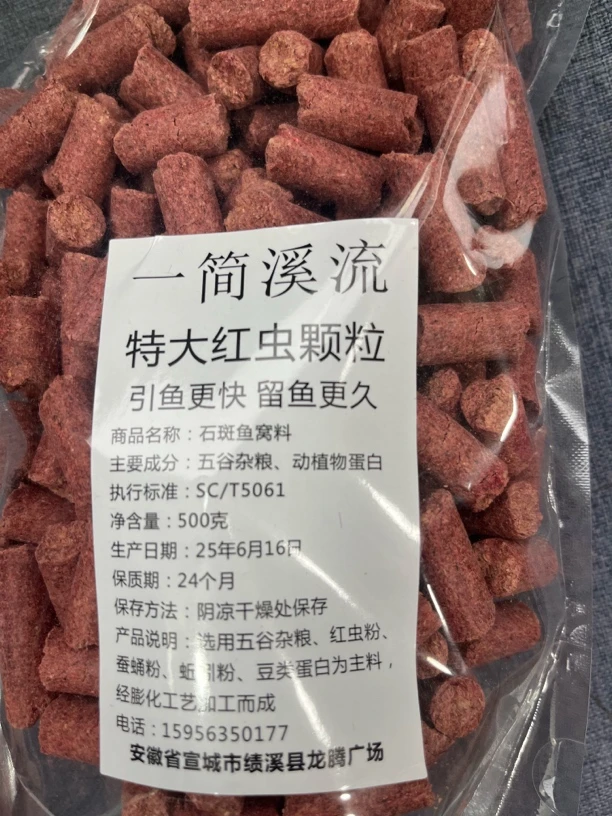 一简溪流
特大红虫颗粒
引鱼更快 留鱼更久
商品名称：石斑鱼窝料
主要成分：五谷杂粮、动植物蛋白
执行标准：SC/T5061
净含量：500克
生产日期：25年6月16日
保质期：24个月
保存方法：阴凉干燥处保存
产品说明：选用五谷杂粮、红虫粉、
蚕蛹粉、蚯蚓粉、豆类蛋白为主料，
经膨化工艺加工而成
电话：15956350177
安徽省宣城市绩溪县龙腾广场